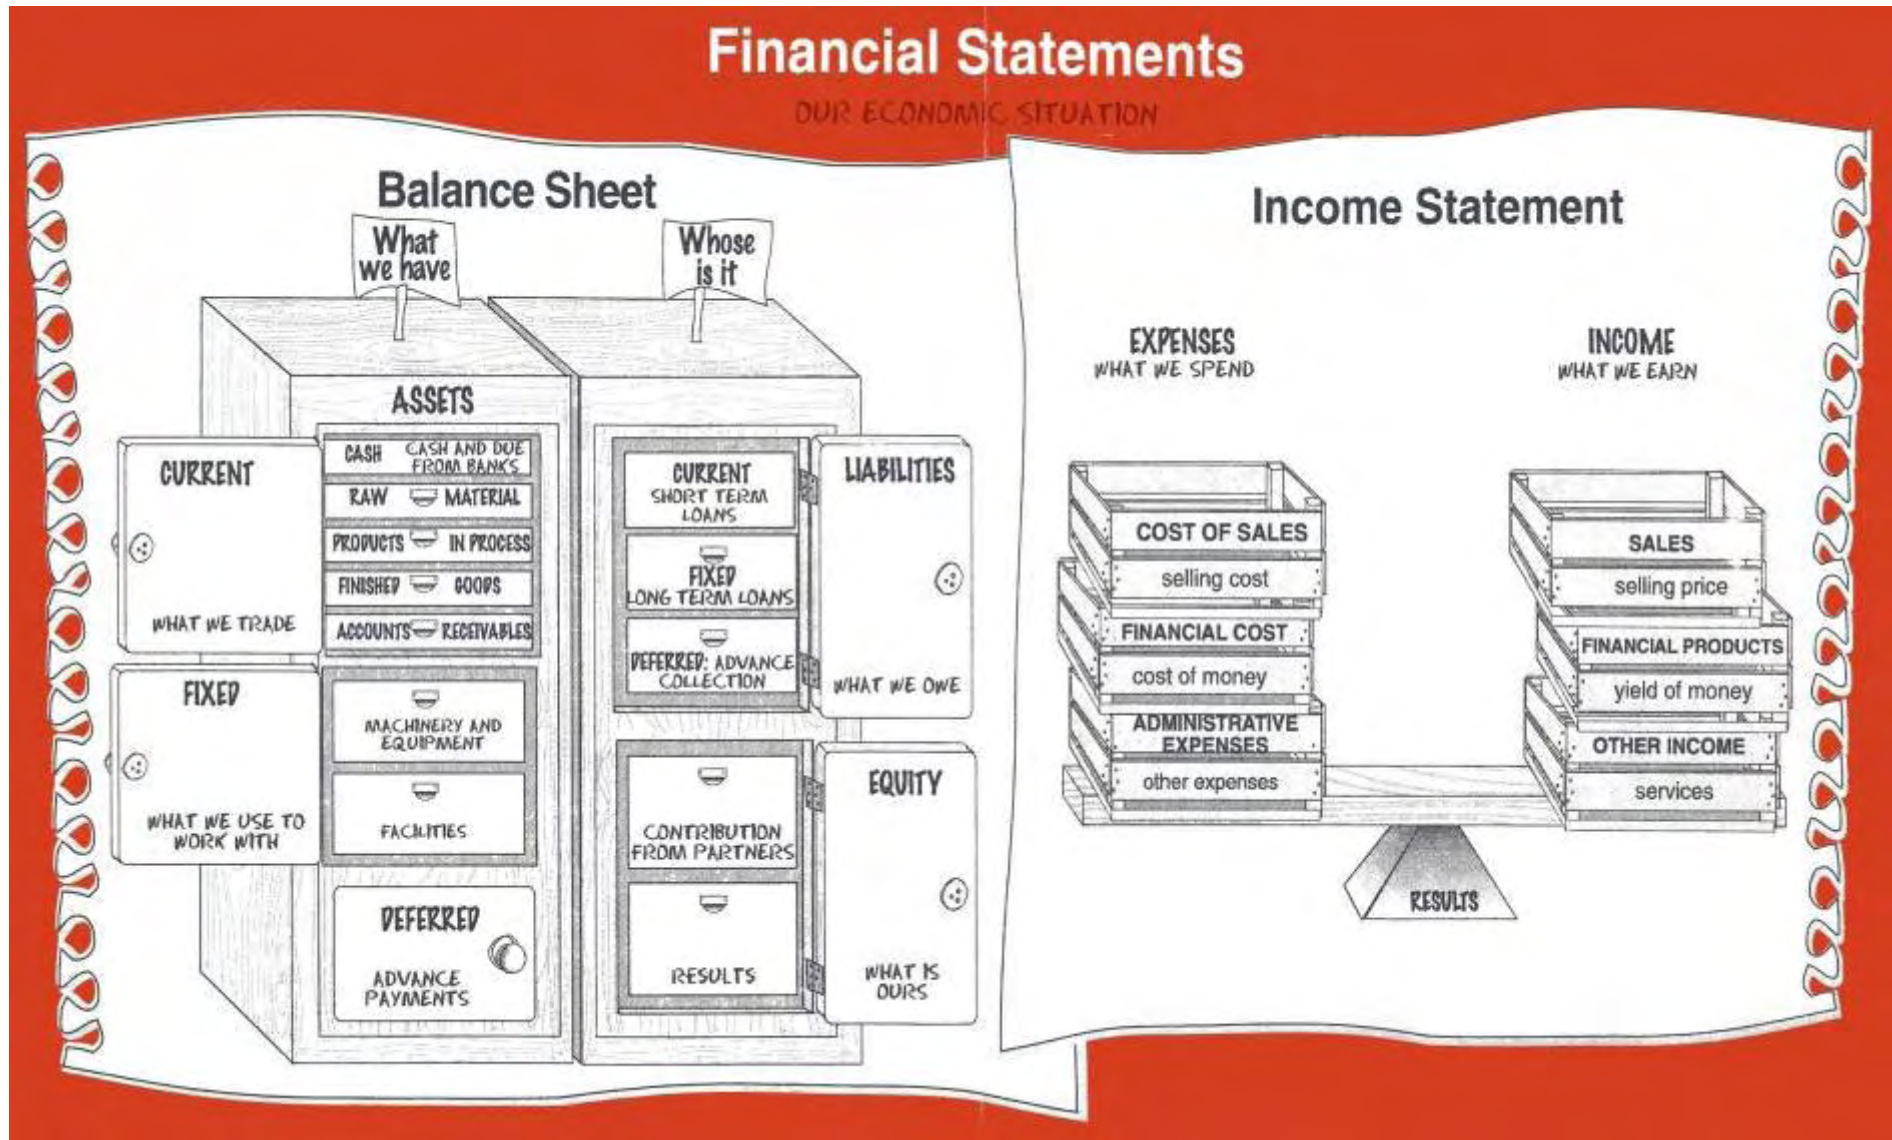 Financial Statements
OUR ECONOMIC SITUATION
Balance Sheet
What
we have
Whose
is it
ASSETS
CURRENT
WHAT WE TRADE
CASH CASH AND DUE
FROM BANKS
RAW MATERIAL
PRODUCTS IN PROCESS
FINISHED GOODS
ACCOUNTS RECEIVABLES
FIXED
WHAT WE USE TO
WORK WITH
MACHINERY AND
EQUIPMENT
FACILITIES
DEFERRED
ADVANCE
PAYMENTS
CURRENT
SHORT TERM
LOANS
FIXED
LONG TERM LOANS
DEFERRED: ADVANCE
COLLECTION
LIABILITIES
WHAT WE OWE
CONTRIBUTION
FROM PARTNERS
RESULTS
EQUITY
WHAT IS
OURS
Income Statement
EXPENSES
WHAT WE SPEND
COST OF SALES
selling cost
FINANCIAL COST
cost of money
ADMINISTRATIVE
EXPENSES
other expenses
INCOME
WHAT WE EARN
SALES
selling price
FINANCIAL PRODUCTS
yield of money
OTHER INCOME
services
RESULTS